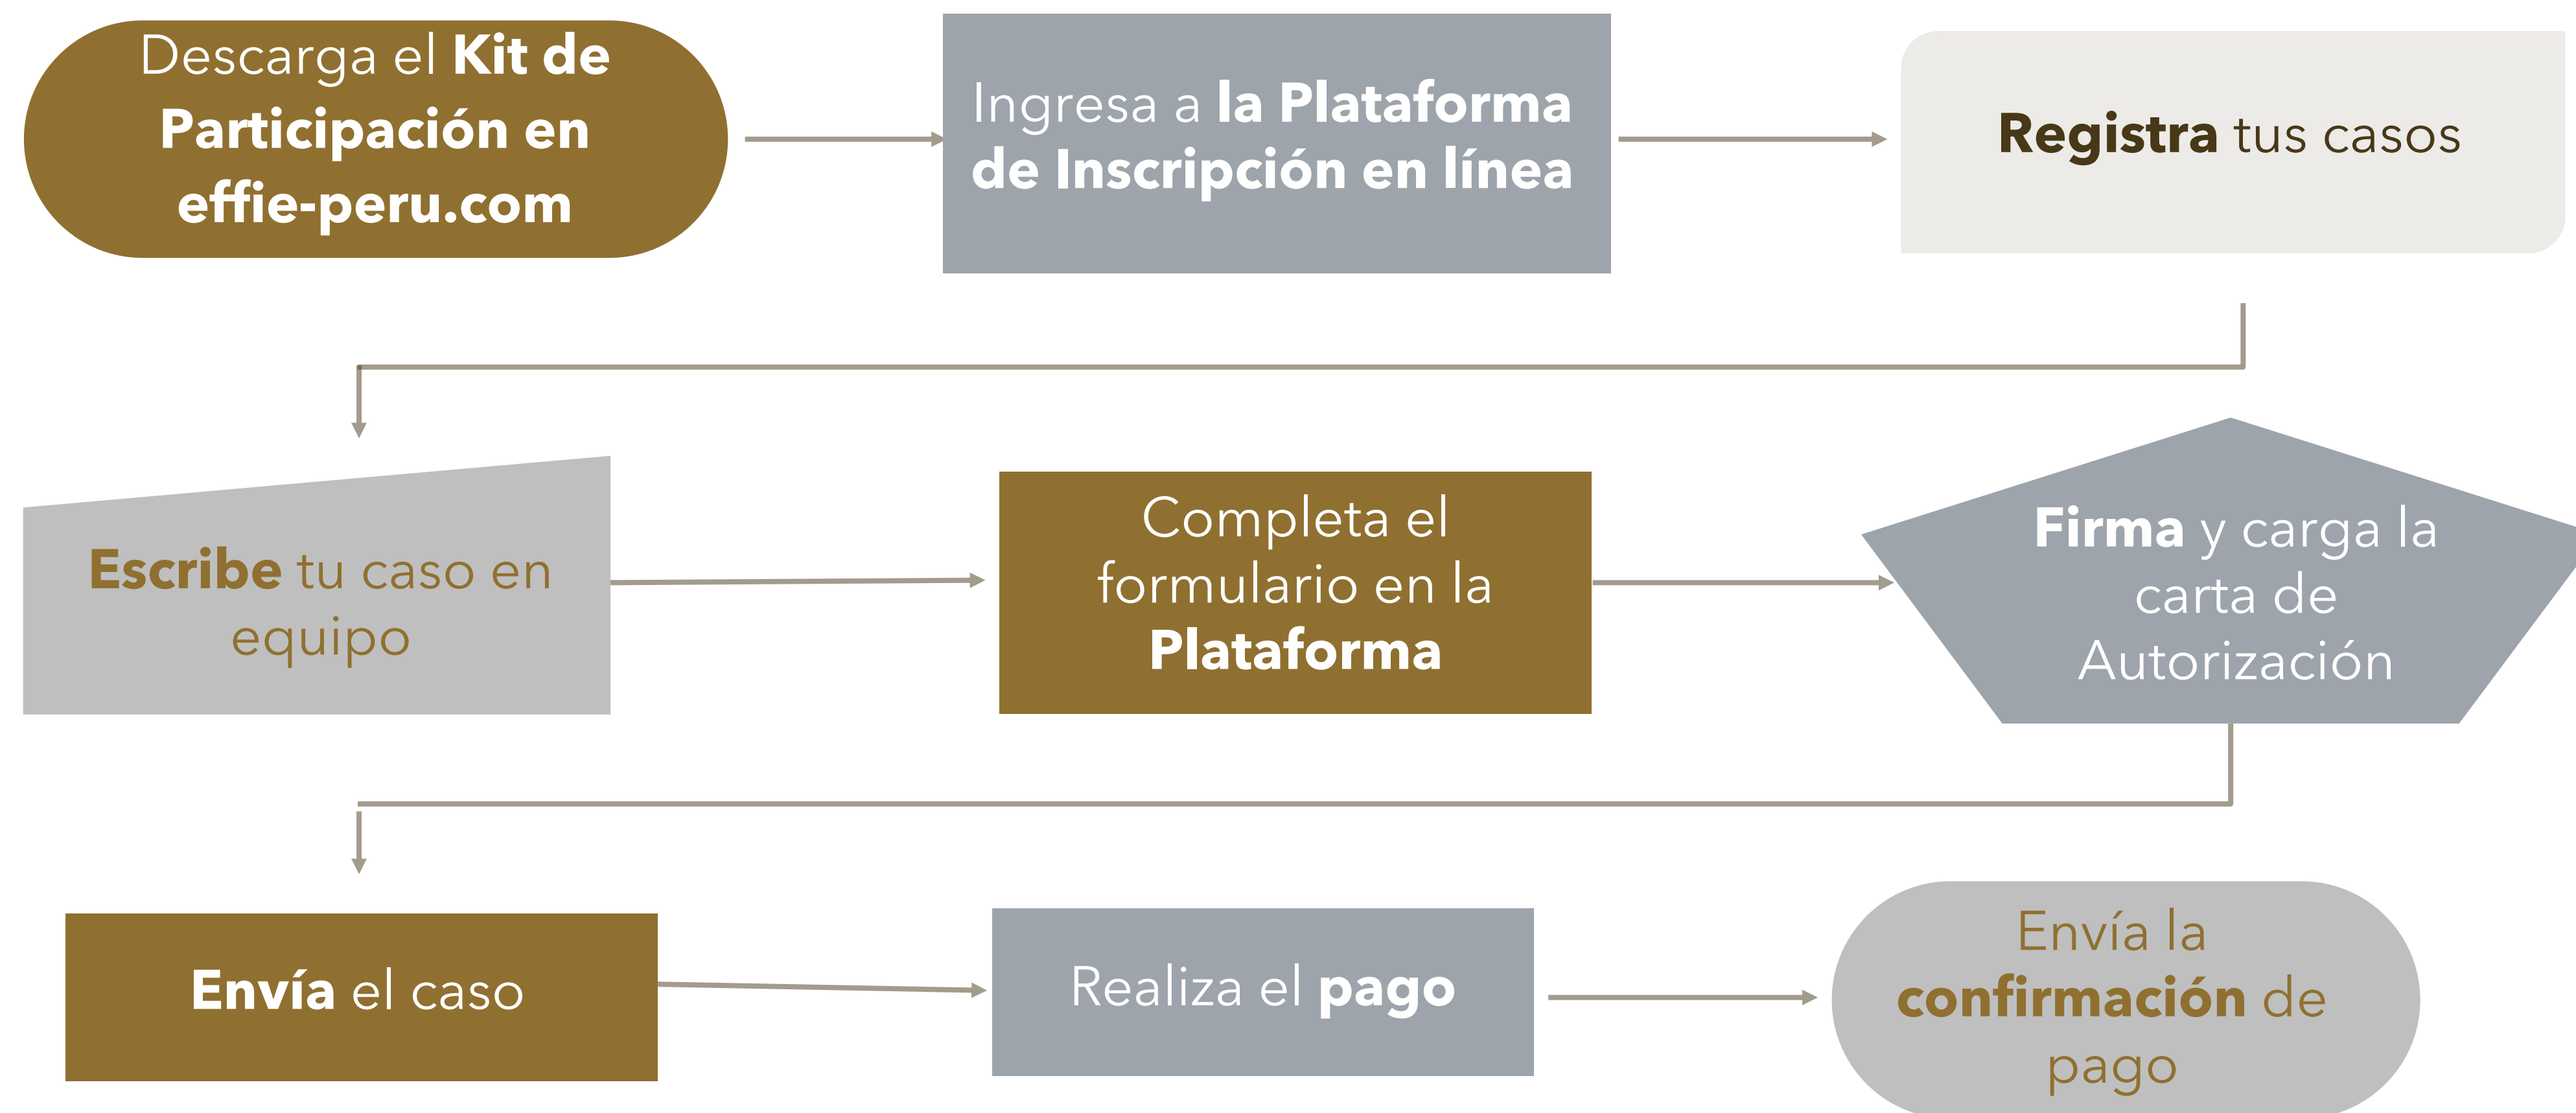 Descarga el Kit de
Participación en
effie-peru.com
Ingresa a la Plataforma
de Inscripción en línea
Registra tus casos
Escribe tu caso en
equipo
Completa el
formulario en la
Plataforma
Firma y carga la
carta de
Autorización
Envía el caso
Realiza el pago
Envía la
confirmación de
pago